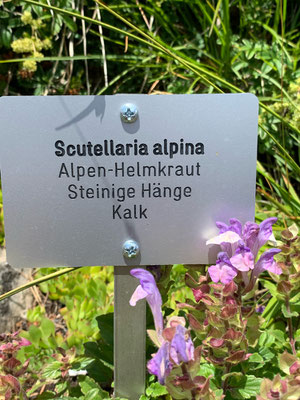 Scutellaria alpina
Alpen-Helmkraut
Steinige Hänge
Kalk